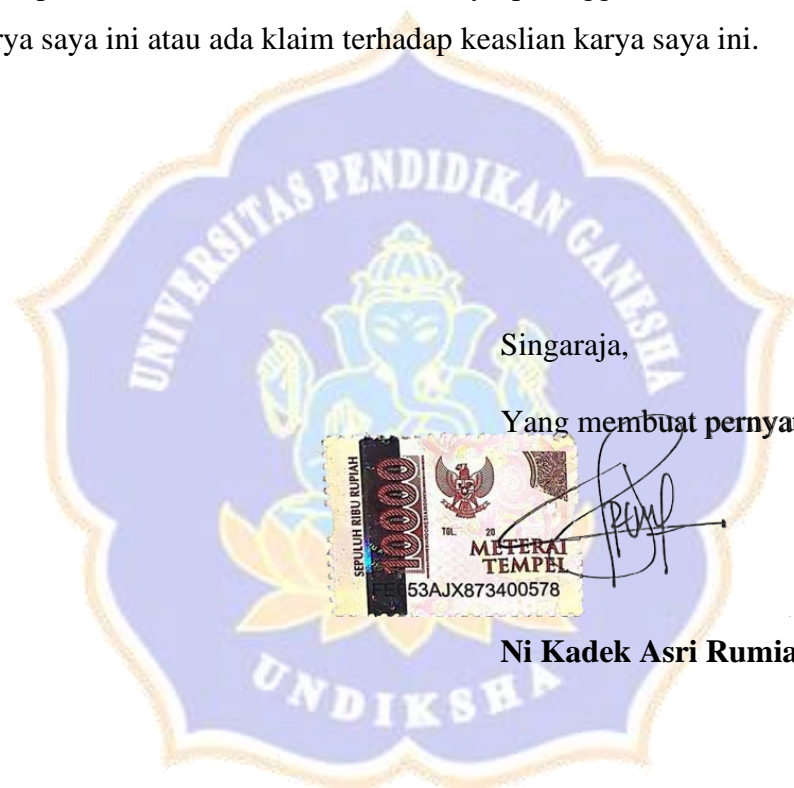 rya saya ini atau ada klaim terhadap keaslian karya saya ini.
UNIVERSITAS PENDIDIKAN GANESHA
Singaraja,
Yang membuat pernya
SEPULUH RIBU RUPIAH
10000
TGL. 20
METERAI
TEMPEL
53AJX873400578
Ni Kadek Asri Rumia
UNDIKSHA